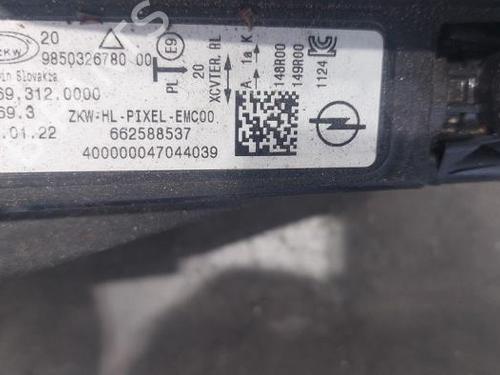 ZKW 20
9850326780 00
in Slovakia
69.312.0000
69.3 ZKW:HL-PIXEL-EMC00
.01.22 662588537
400000047044039
E9
PL T
20
XCVTER. RL
A 1a K
148R00
149R00
1124